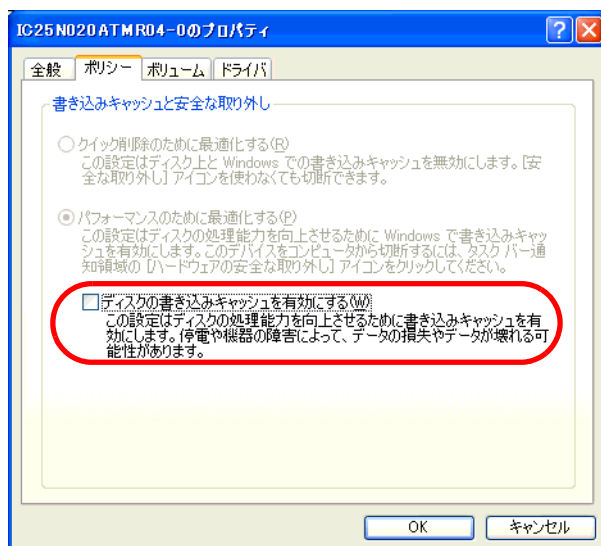 IC25N020ATMR04-0のプロパティ
全般 ポリシー ボリューム ドライバ
書き込みキャッシュと安全な取り外し
クイック削除のために最適化する(R)
この設定はディスク上と Windows での書き込みキャッシュを無効にします。[安
全な取り外し] アイコンを使わなくても切断できます。
パフォーマンスのために最適化する(P)
この設定はディスクの処理能力を向上させるために Windows で書き込みキャッ
シュを有効にします。このデバイスをコンピュータから切断するには、タスク バー通
知領域の [ハードウェアの安全な取り外し] アイコンをクリックしてください。
ディスクの書き込みキャッシュを有効にする(W)
この設定はディスクの処理能力を向上させるために書き込みキャッシュを有
効にします。停電や機器の障害によって、データの損失やデータが壊れる可
能性があります。
OK キャンセル